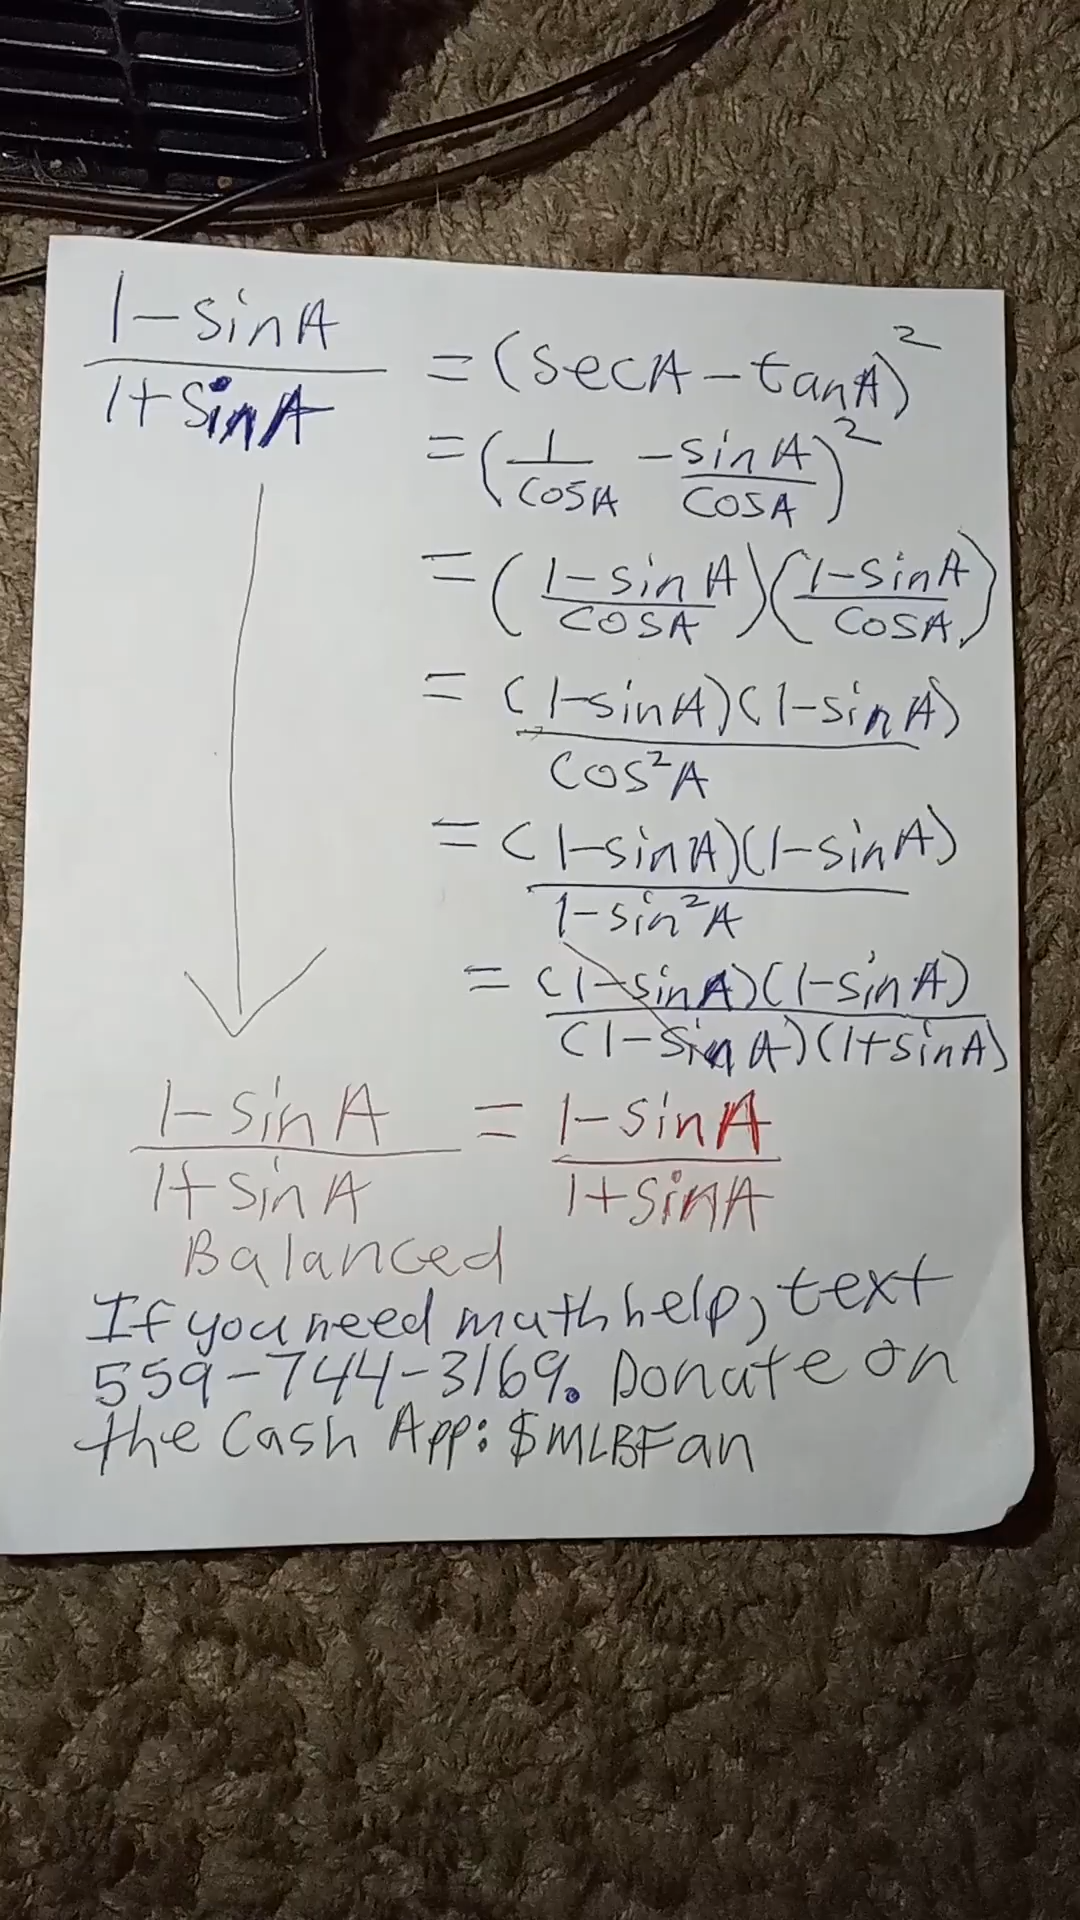 1-sinA/1+sinA = (secA-tanA)²
= (1/cosA - sinA/cosA)²
= (1-sinA/cosA)(1-sinA/cosA)
= (1-sinA)(1-sinA)/cos²A
= (1-sinA)(1-sinA)/1-sin²A
= (1-sinA)(1-sinA)/(1-sinA)(1+sinA)
1-sinA/1+sinA = 1-sinA/1+sinA
Balanced
If you need math help, text
559-744-3169. Donate on
the Cash App: $MLBFan